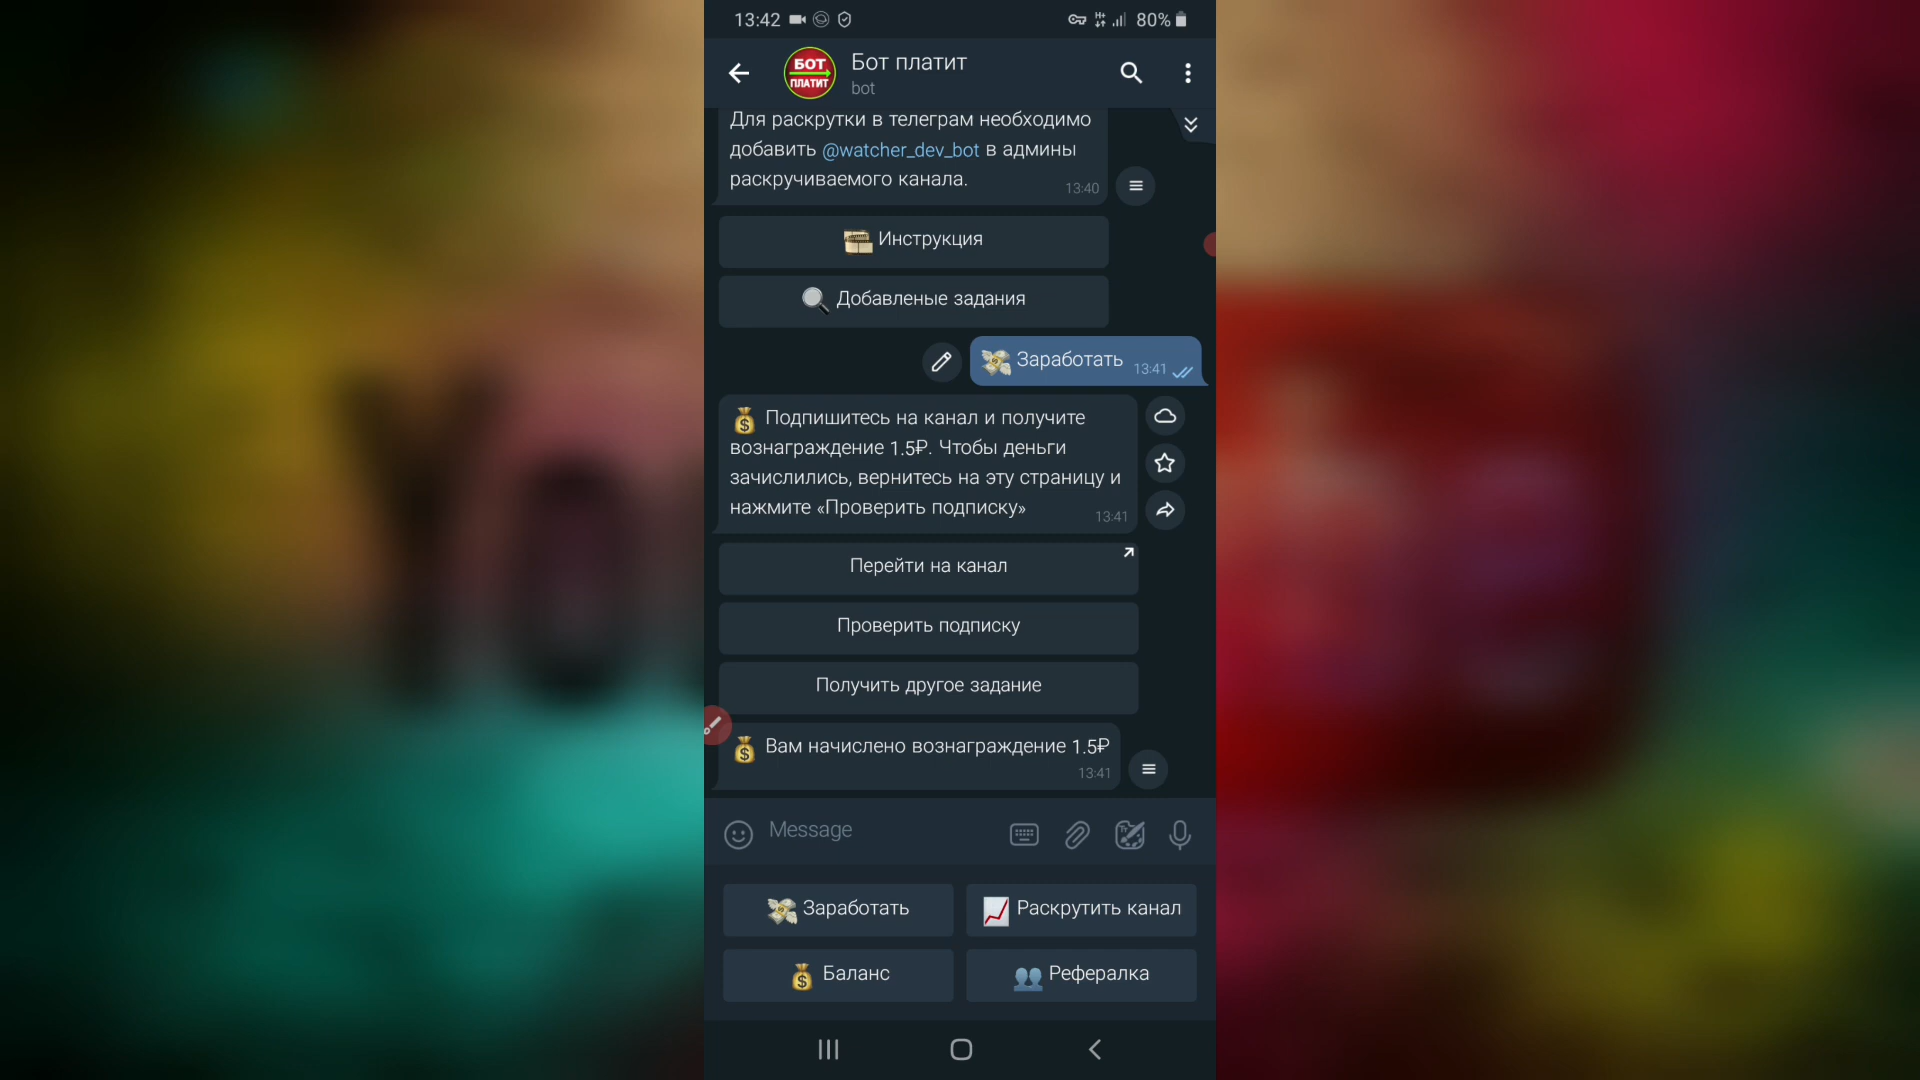 13:42
80%
БОТ
ПЛАТИТ
Бот платит
bot
Для раскрутки в телеграм необходимо
добавить @watcher_dev_bot в админы
раскручиваемого канала.
13:40
Инструкция
Добавленые задания
Заработать
13:41
Подпишитесь на канал и получите
вознаграждение 1.5₽. Чтобы деньги
зачислились, вернитесь на эту страницу и
нажмите «Проверить подписку»
13:41
Перейти на канал
Проверить подписку
Получить другое задание
Вам начислено вознаграждение 1.5₽
13:41
Message
Заработать
Раскрутить канал
Баланс
Рефералка